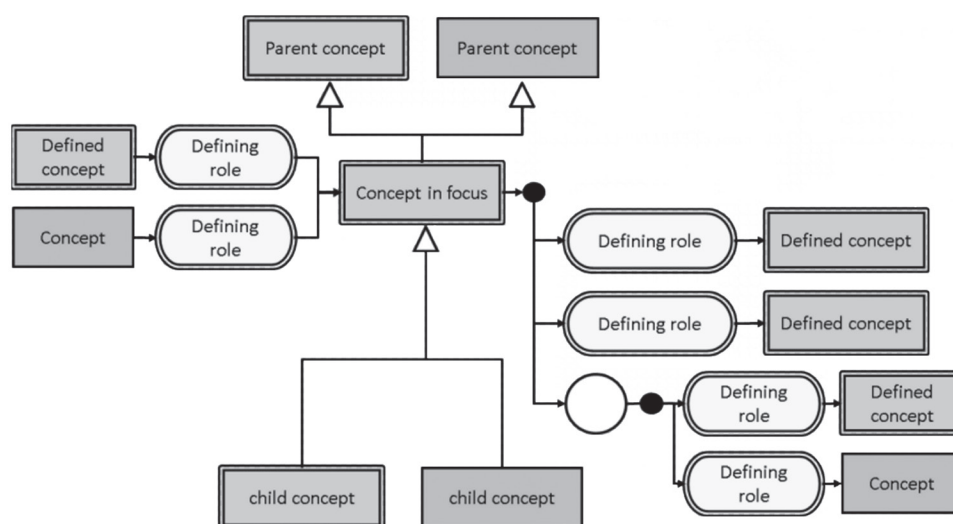 Parent concept
Parent concept
Defined
concept
Defining
role
Concept in focus
Concept
Defining
role
Defining role
Defined concept
Defining role
Defined concept
Defining
role
Defined
concept
child concept
child concept
Defining
role
Concept